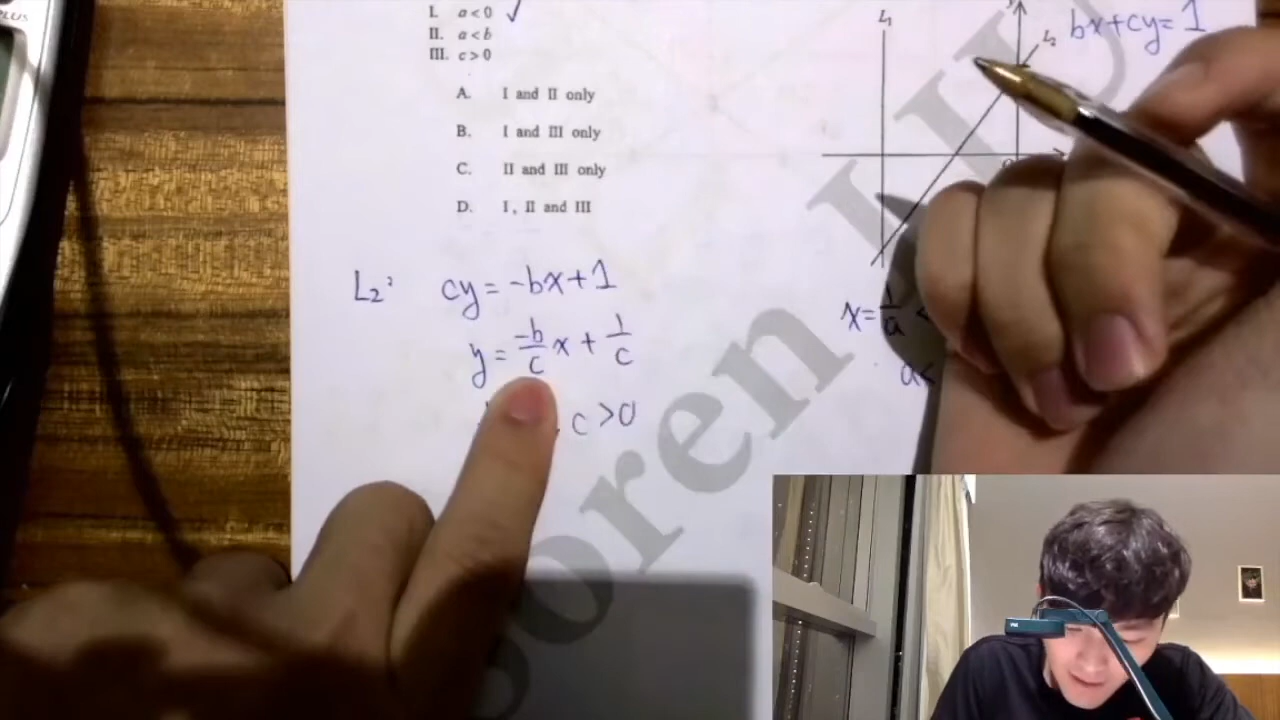 PLUS
I. a < 0 ✓
II. a < b
III. c > 0
L₁
L₂
bx+cy=1
A. I and II only
B. I and III only
C. II and III only
D. I, II and III
L₂: cy = -bx+1
y = -b/c x + 1/c
c>0
x = 1/a <
a<